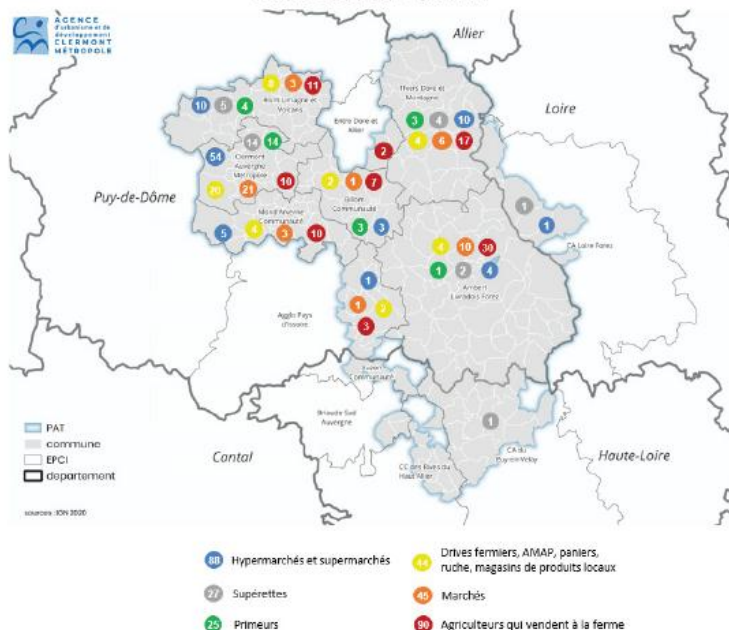 AGENCE
d'urbanisme et de
développement
CLERMONT
MÉTROPOLE
Allier
Loire
Puy-de-Dôme
Cantal
Haute-Loire
8 3 11
Riom Limagne et
Volcans
10 5 4
Thiers Dore et
Montagne
3 4 10
4 6 17
Entre Dore et
Allier
2
14 14
54
Clermont
Auvergne
Métropole
20 21 10
2 1 7
Billom
Communauté
3 3
Mond'Arverne
Communauté
5 4 3 10
1
1
CA Loire Forez
4 10 30
1 2 4
Ambert
Livradois Forez
1
1 2
3
Agglo Pays
d'Issoire
Communauté
Brioude Sud
Auvergne
1
CA du
Puy-en-Velay
CC des Rives du
Haut Allier
PAT
commune
EPCI
departement
sources : IGN 2020
88 Hypermarchés et supermarchés
27 Supérettes
25 Primeurs
44 Drives fermiers, AMAP, paniers,
ruche, magasins de produits locaux
45 Marchés
90 Agriculteurs qui vendent à la ferme